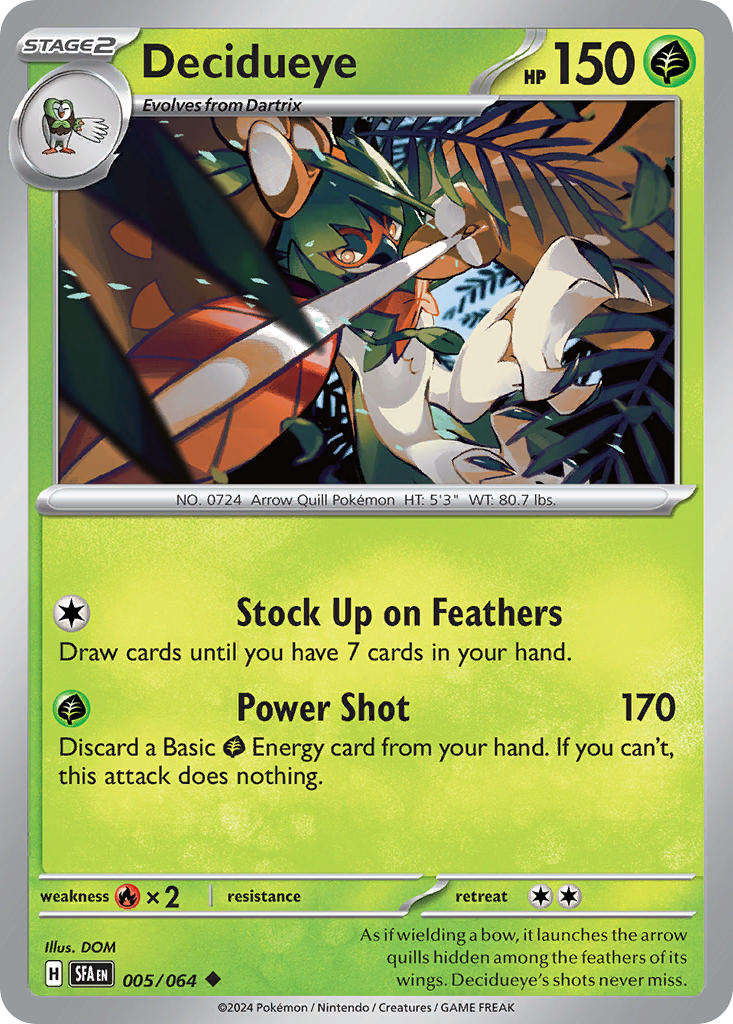 STAGE2
Decidueye
HP 150
Evolves from Dartrix
NO. 0724 Arrow Quill Pokémon HT: 5'3" WT: 80.7 lbs.
Stock Up on Feathers
Draw cards until you have 7 cards in your hand.
Power Shot 170
Discard a Basic Energy card from your hand. If you can't,
this attack does nothing.
weakness ×2 resistance retreat
Illus. DOM
As if wielding a bow, it launches the arrow
quills hidden among the feathers of its
wings. Decidueye's shots never miss.
H SFA EN 005/064
©2024 Pokémon / Nintendo / Creatures / GAME FREAK